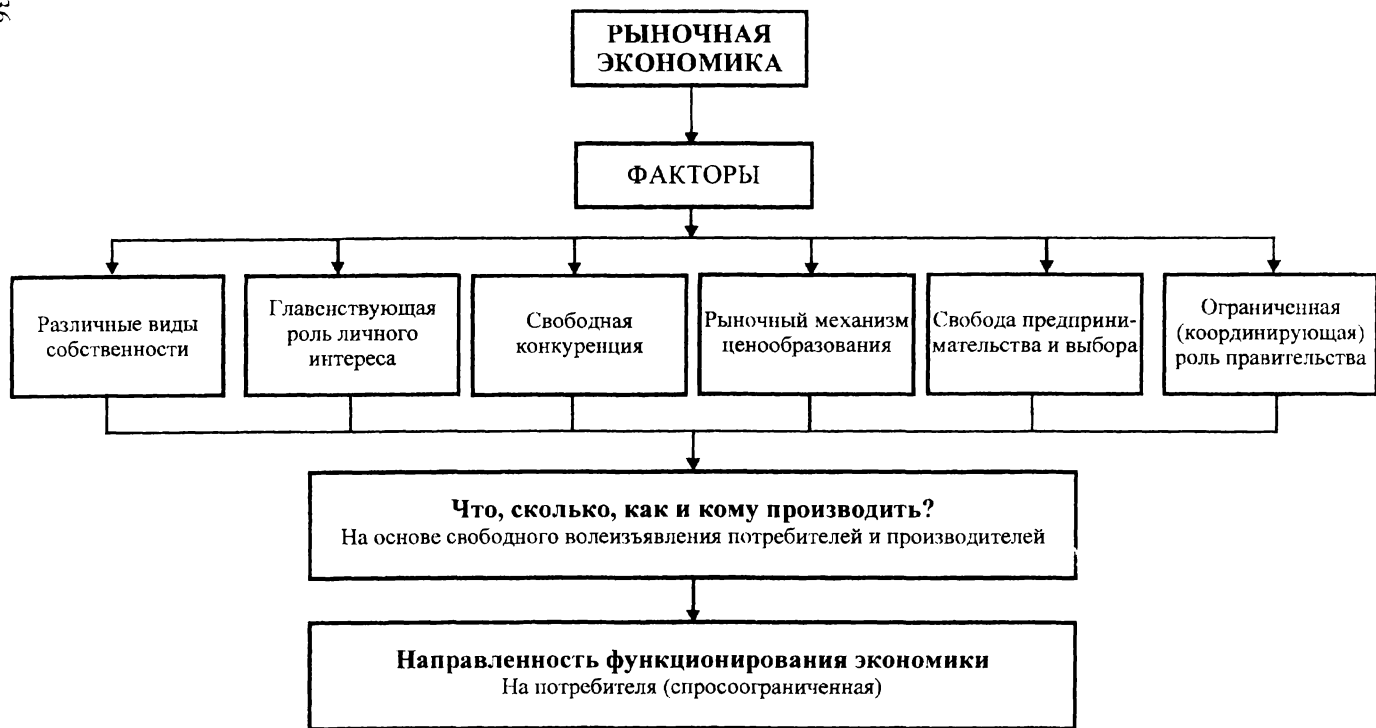 РЫНОЧНАЯ
ЭКОНОМИКА
ФАКТОРЫ
Различные виды
собственности
Главенствующая
роль личного
интереса
Свободная
конкуренция
Рыночный механизм
ценообразования
Свобода предприни-
мательства и выбора
Ограниченная
(координирующая)
роль правительства
Что, сколько, как и кому производить?
На основе свободного волеизъявления потребителей и производителей
Направленность функционирования экономики
На потребителя (спросоограниченная)